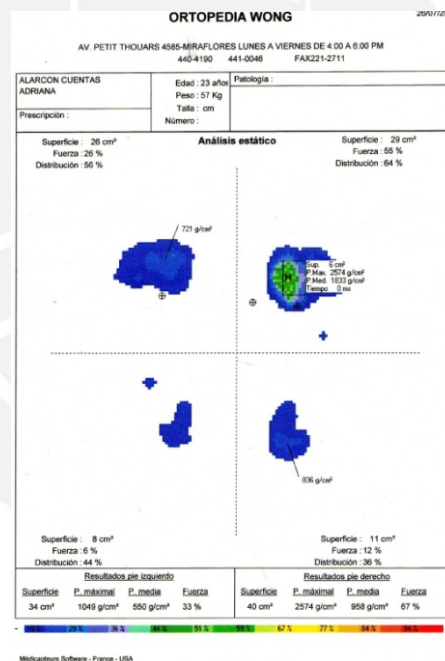 ORTOPEDIA WONG
AV. PETIT THOUARS 4585-MIRAFLORES LUNES A VIERNES DE 4:00 A 6:00 PM
440-4190 441-0046 FAX221-2711
ALARCON CUENTAS
ADRIANA
Prescripción :
Edad : 23 años
Peso : 57 Kg
Talla : cm
Número :
Patología :
Superficie : 26 cm²
Fuerza : 26 %
Distribución : 56 %
Análisis estático
Superficie : 29 cm²
Fuerza : 55 %
Distribución : 64 %
721 g/cm²
M
Sup. 6 cm²
P.Max. 2574 g/cm²
P.Med. 1833 g/cm²
Tiempo 0 ms
836 g/cm²
Superficie : 8 cm²
Fuerza : 6 %
Distribución : 44 %
Superficie : 11 cm²
Fuerza : 12 %
Distribución : 36 %
Resultados pie izquierdo
Superficie P. máximal P. media Fuerza
34 cm² 1049 g/cm² 550 g/cm² 33 %
Resultados pie derecho
Superficie P. máximal P. media Fuerza
40 cm² 2574 g/cm² 958 g/cm² 67 %
29 % 36 % 44 % 51 % 59 % 67 % 77 % 84 % 94 %
Médicapteurs Software - France - USA